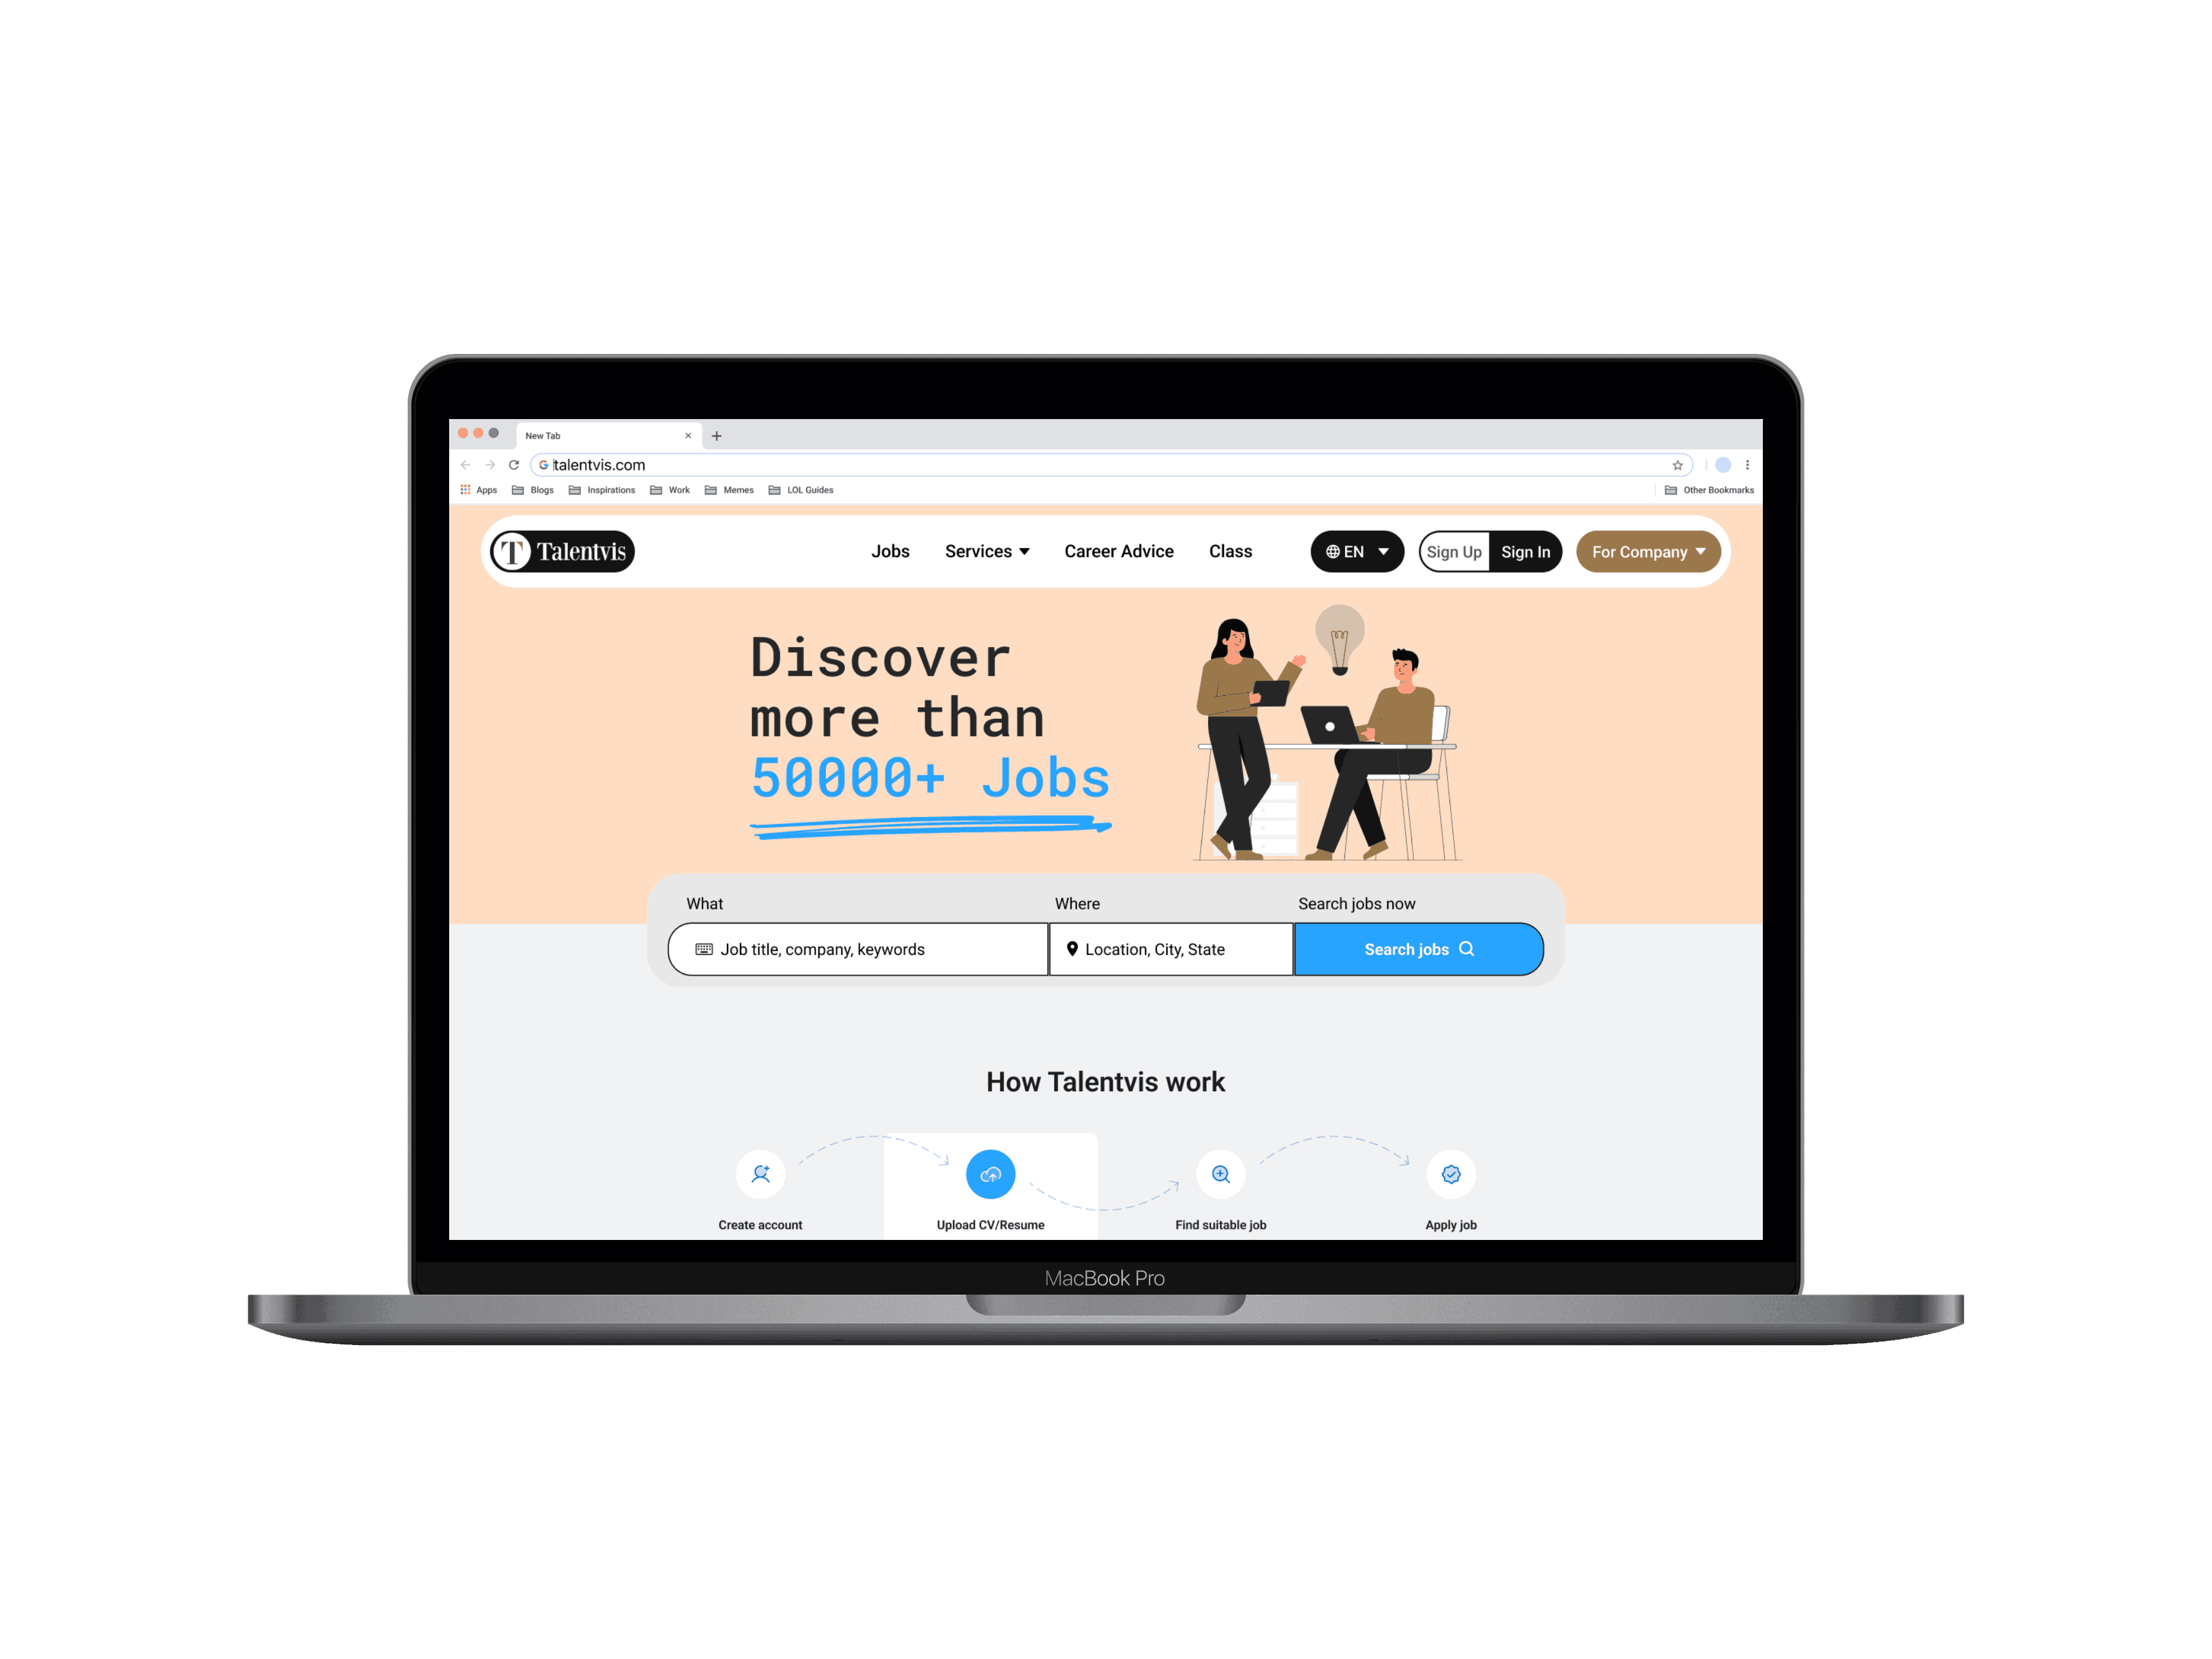 New Tab
talentvis.com
Apps Blogs Inspirations Work Memes LOL Guides Other Bookmarks
T Talentvis Jobs Services Career Advice Class EN Sign Up Sign In For Company
Discover
more than
50000+ Jobs
What Where Search jobs now
Job title, company, keywords Location, City, State Search jobs
How Talentvis work
Create account Upload CV/Resume Find suitable job Apply job
MacBook Pro